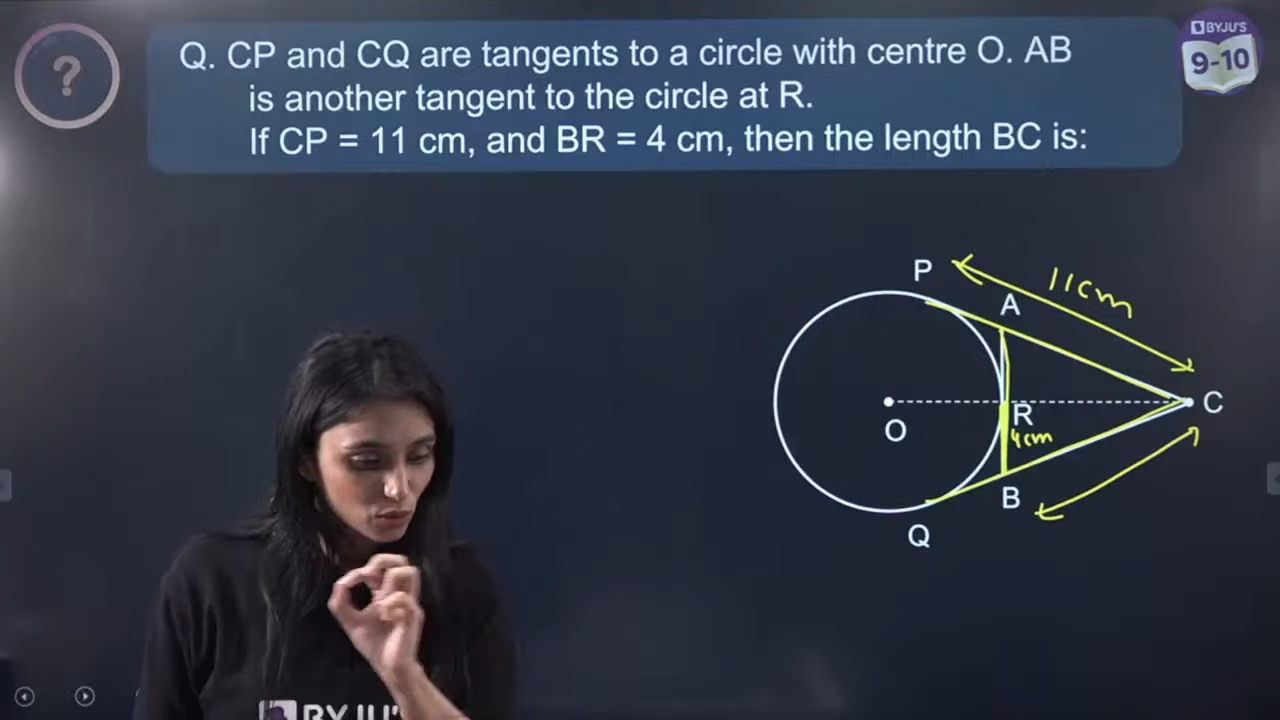 ?
Q. CP and CQ are tangents to a circle with centre O. AB
is another tangent to the circle at R.
If CP = 11 cm, and BR = 4 cm, then the length BC is:
BYJU'S
9-10
P
11cm
A
C
O
R
4cm
B
Q
BYJU'